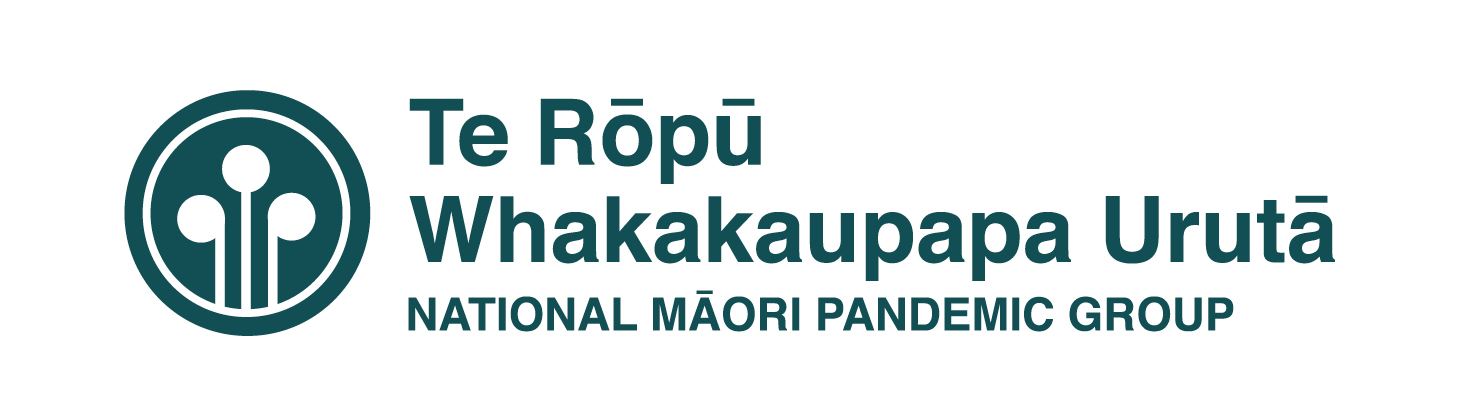 Te Rōpū
Whakakaupapa Urutā
NATIONAL MĀORI PANDEMIC GROUP